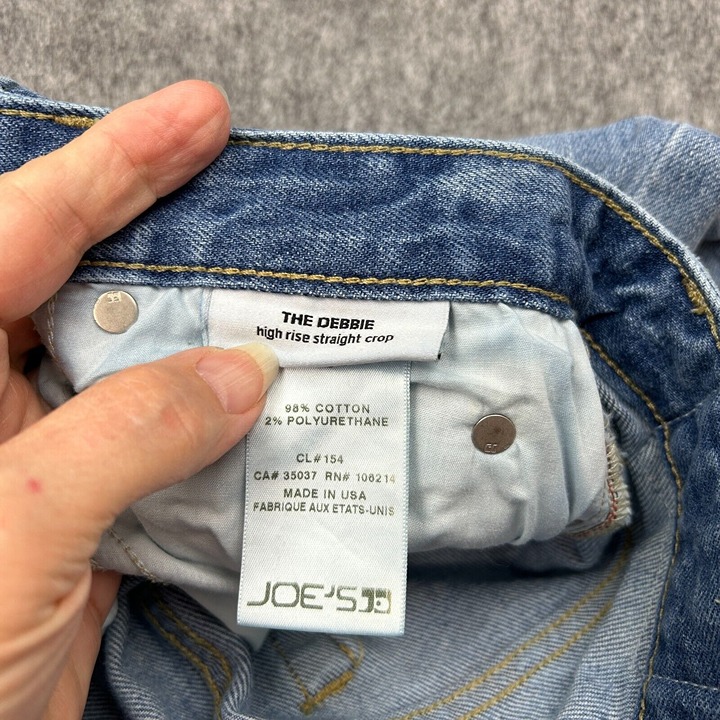 THE DEBBIE
high rise straight crop
98% COTTON
2% POLYURETHANE
CL# 154
CA# 35037 RN# 106214
MADE IN USA
FABRIQUE AUX ETATS-UNIS
JOE'S